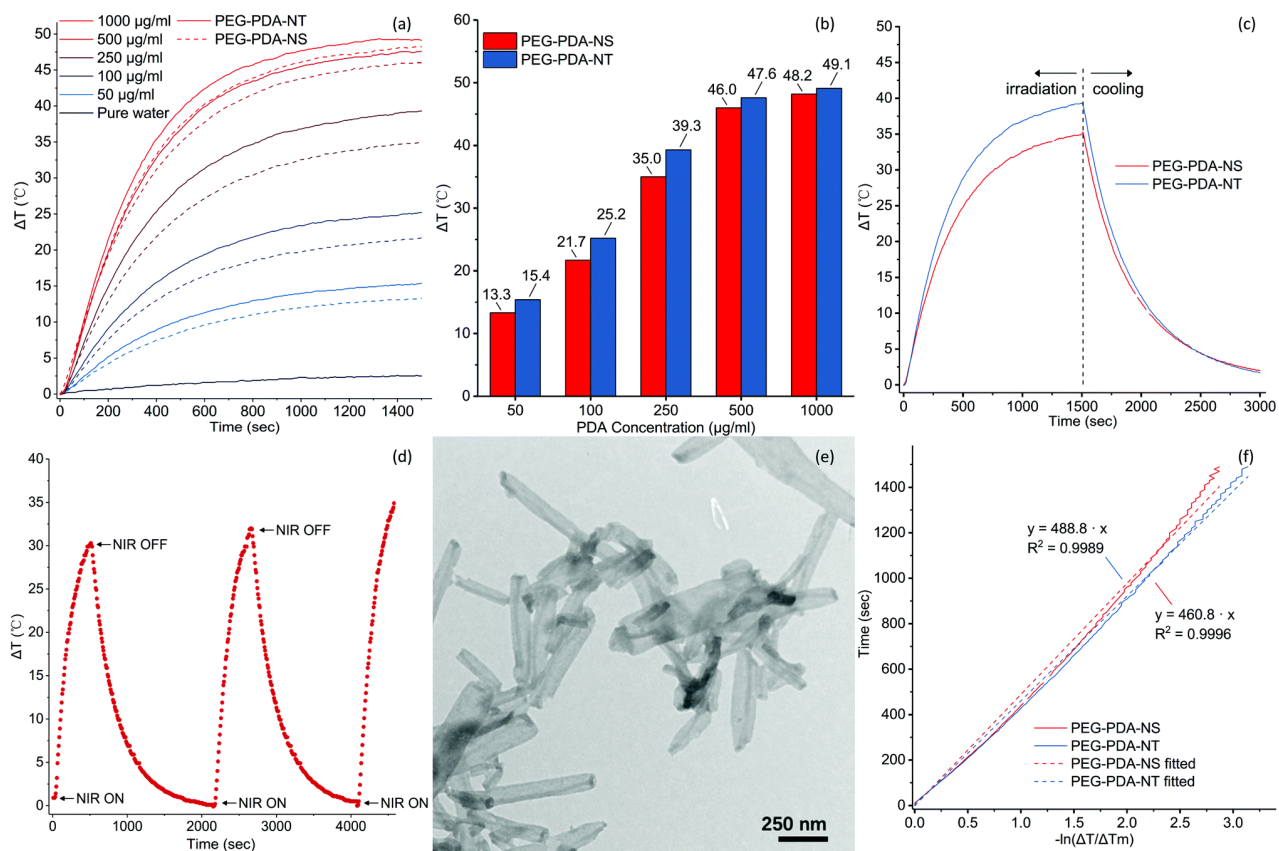 (a)
1000 µg/ml
500 µg/ml
250 µg/ml
100 µg/ml
50 µg/ml
Pure water
PEG-PDA-NT
PEG-PDA-NS
50
45
40
35
30
25
20
15
10
5
0
ΔT (℃)
0 200 400 600 800 1000 1200 1400
Time (sec)
(b)
PEG-PDA-NS
PEG-PDA-NT
60
50
40
30
20
10
0
ΔT (℃)
13.3 15.4
21.7 25.2
35.0 39.3
46.0 47.6
48.2 49.1
50 100 250 500 1000
PDA Concentration (µg/ml)
(c)
irradiation cooling
PEG-PDA-NS
PEG-PDA-NT
50
45
40
35
30
25
20
15
10
5
0
ΔT (℃)
0 500 1000 1500 2000 2500 3000
Time (sec)
(d)
40
35
30
25
20
15
10
5
0
ΔT (℃)
NIR OFF
NIR OFF
NIR ON
NIR ON
NIR ON
0 1000 2000 3000 4000
Time (sec)
(e)
250 nm
(f)
1400
1200
1000
800
600
400
200
0
Time (sec)
y = 488.8 · x
R² = 0.9989
y = 460.8 · x
R² = 0.9996
PEG-PDA-NS
PEG-PDA-NT
PEG-PDA-NS fitted
PEG-PDA-NT fitted
0.0 0.5 1.0 1.5 2.0 2.5 3.0
-ln(ΔT/ΔTm)